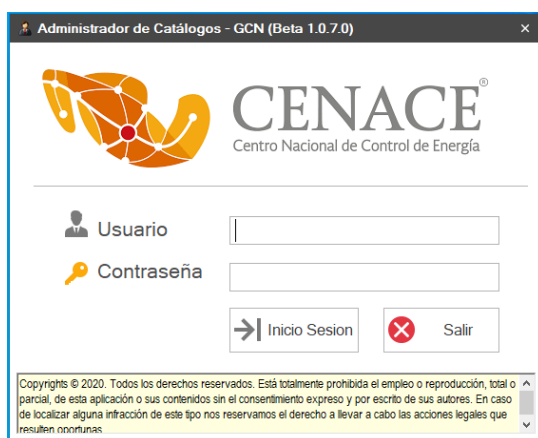 Administrador de Catálogos - GCN (Beta 1.0.7.0)
CENACE®
Centro Nacional de Control de Energía
Usuario
Contraseña
Inicio Sesion
Salir
Copyrights © 2020. Todos los derechos reservados. Está totalmente prohibida el empleo o reproducción, total o
parcial, de esta aplicación o sus contenidos sin el consentimiento expreso y por escrito de sus autores. En caso
de localizar alguna infracción de este tipo nos reservamos el derecho a llevar a cabo las acciones legales que
resulten oportunas